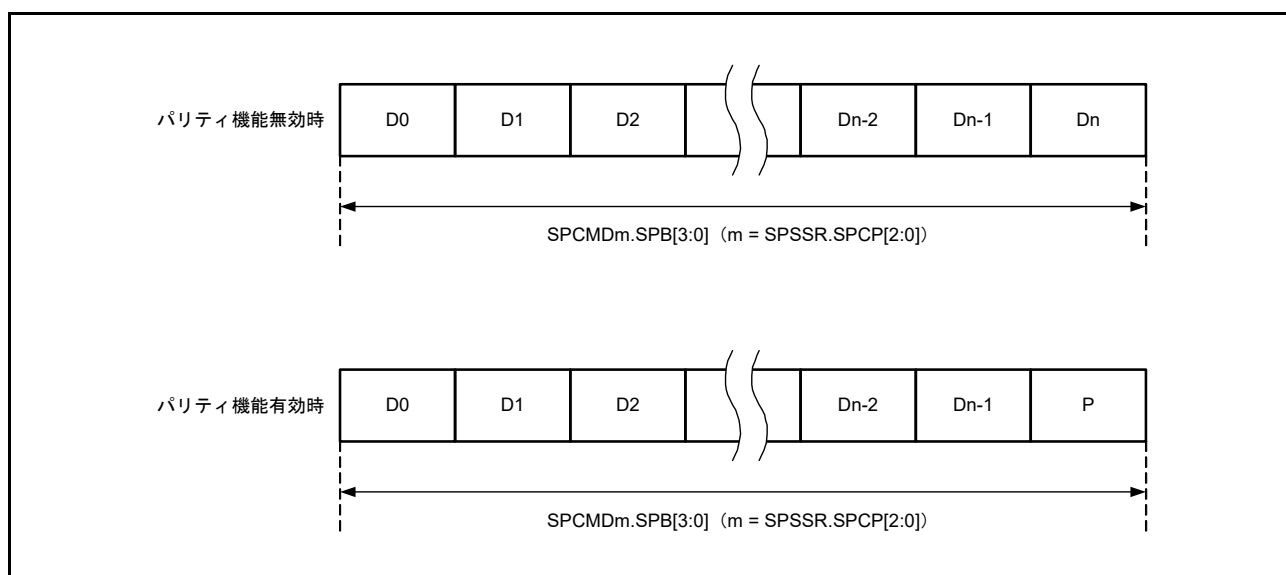 パリティ機能無効時 D0 D1 D2 Dn-2 Dn-1 Dn
SPCMDm.SPB[3:0]（m = SPSSR.SPCP[2:0]）
パリティ機能有効時 D0 D1 D2 Dn-2 Dn-1 P
SPCMDm.SPB[3:0]（m = SPSSR.SPCP[2:0]）